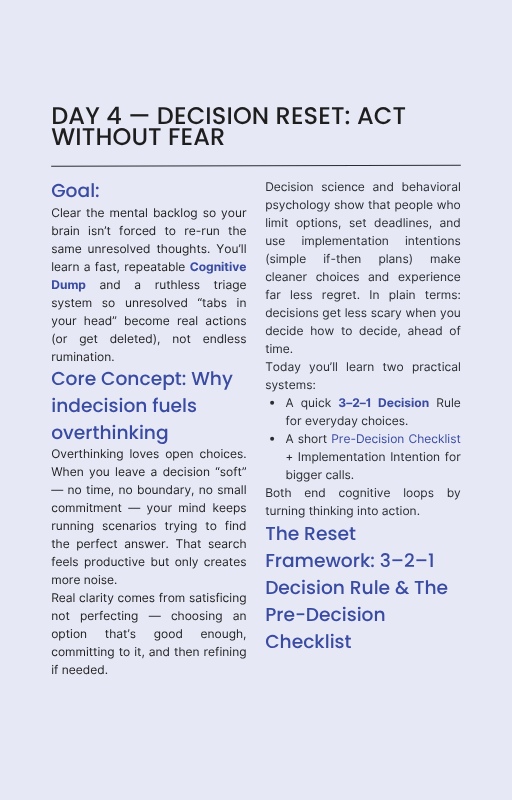 DAY 4 — DECISION RESET: ACT
WITHOUT FEAR
Goal:
Clear the mental backlog so your
brain isn’t forced to re-run the
same unresolved thoughts. You’ll
learn a fast, repeatable Cognitive
Dump and a ruthless triage
system so unresolved “tabs in
your head” become real actions
(or get deleted), not endless
rumination.
Core Concept: Why
indecision fuels
overthinking
Overthinking loves open choices.
When you leave a decision “soft”
— no time, no boundary, no small
commitment — your mind keeps
running scenarios trying to find
the perfect answer. That search
feels productive but only creates
more noise.
Real clarity comes from satisficing
not perfecting — choosing an
option that’s good enough,
committing to it, and then refining
if needed.
Decision science and behavioral
psychology show that people who
limit options, set deadlines, and
use implementation intentions
(simple if-then plans) make
cleaner choices and experience
far less regret. In plain terms:
decisions get less scary when you
decide how to decide, ahead of
time.
Today you’ll learn two practical
systems:
• A quick 3–2–1 Decision Rule
for everyday choices.
• A short Pre-Decision Checklist
+ Implementation Intention for
bigger calls.
Both end cognitive loops by
turning thinking into action.
The Reset
Framework: 3–2–1
Decision Rule & The
Pre-Decision
Checklist